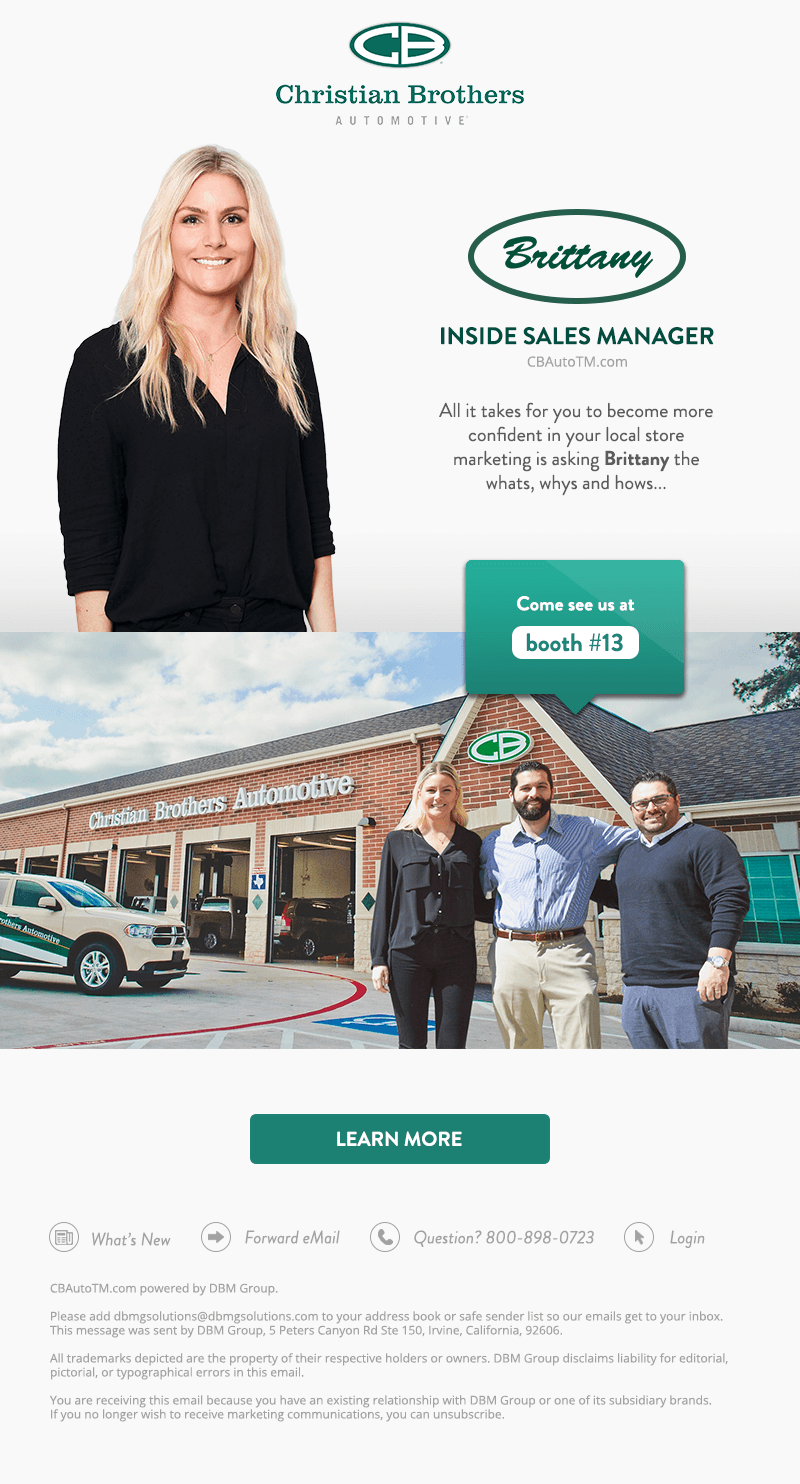 CB
Christian Brothers
AUTOMOTIVE
Brittany
INSIDE SALES MANAGER
CBAutoTM.com
All it takes for you to become more
confident in your local store
marketing is asking Brittany the
whats, whys and hows...
Come see us at
booth #13
CB
Christian Brothers Automotive
rothers Automotive
LEARN MORE
What's New
Forward eMail
Question? 800-898-0723
Login
CBAutoTM.com powered by DBM Group.
Please add dbmgsolutions@dbmgsolutions.com to your address book or safe sender list so our emails get to your inbox.
This message was sent by DBM Group, 5 Peters Canyon Rd Ste 150, Irvine, California, 92606.
All trademarks depicted are the property of their respective holders or owners. DBM Group disclaims liability for editorial,
pictorial, or typographical errors in this email.
You are receiving this email because you have an existing relationship with DBM Group or one of its subsidiary brands.
If you no longer wish to receive marketing communications, you can unsubscribe.